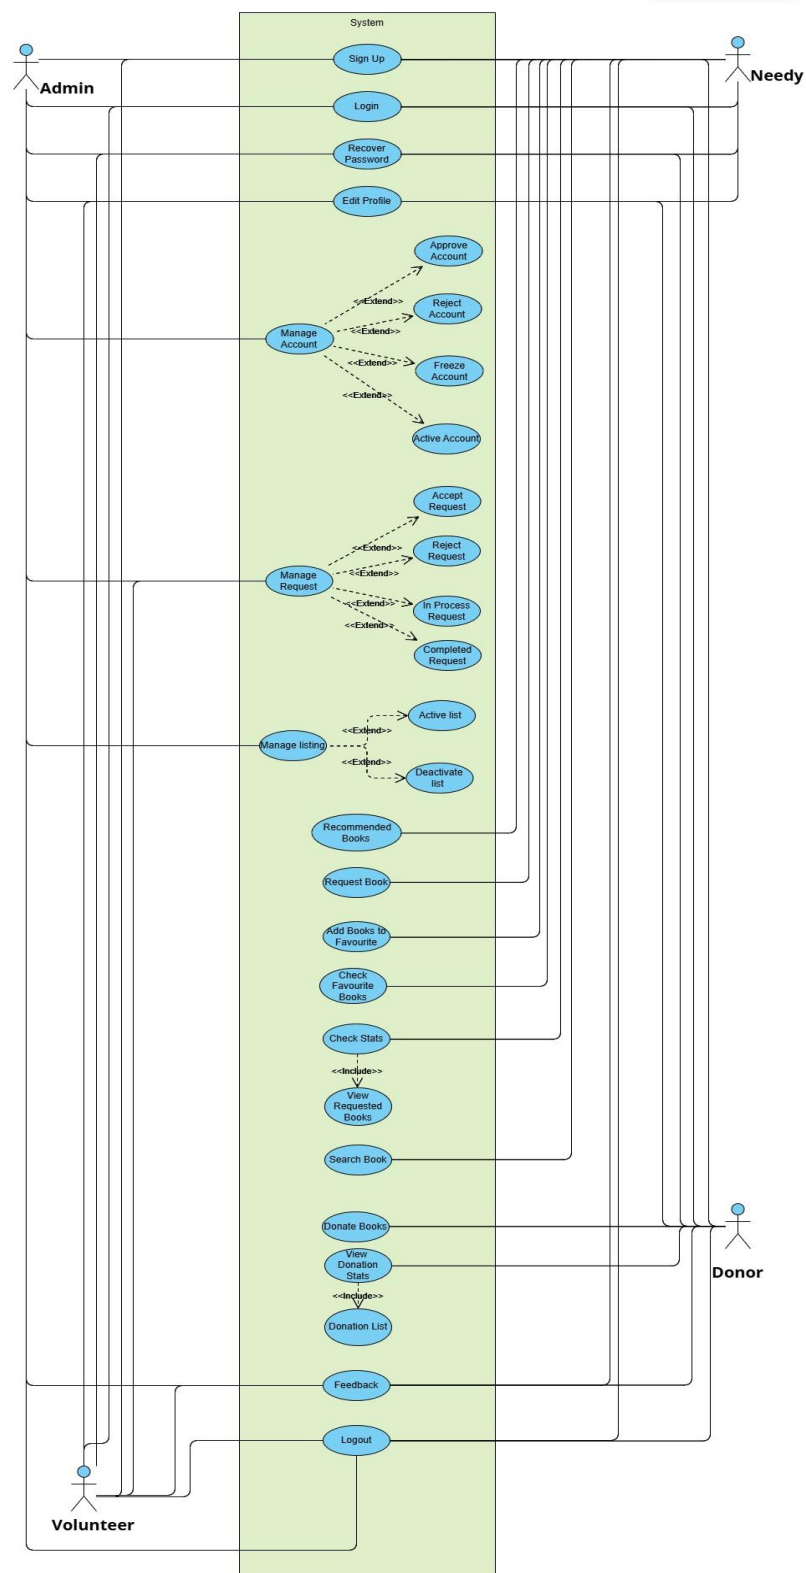 System
Admin
Needy
Sign Up
Login
Recover
Password
Edit Profile
Approve
Account
<<Extend>>
Reject
Account
<<Extend>>
Manage
Account
<<Extend>>
Freeze
Account
<<Extend>>
Active Account
Accept
Request
<<Extend>>
Reject
Request
<<Extend>>
Manage
Request
<<Extend>>
In Process
Request
<<Extend>>
Completed
Request
Active list
<<Extend>>
Manage listing
<<Extend>>
Deactivate
list
Recommended
Books
Request Book
Add Books to
Favourite
Check
Favourite
Books
Check Stats
<<Include>>
View
Requested
Books
Search Book
Donate Books
Donor
View
Donation
Stats
<<Include>>
Donation List
Feedback
Logout
Volunteer